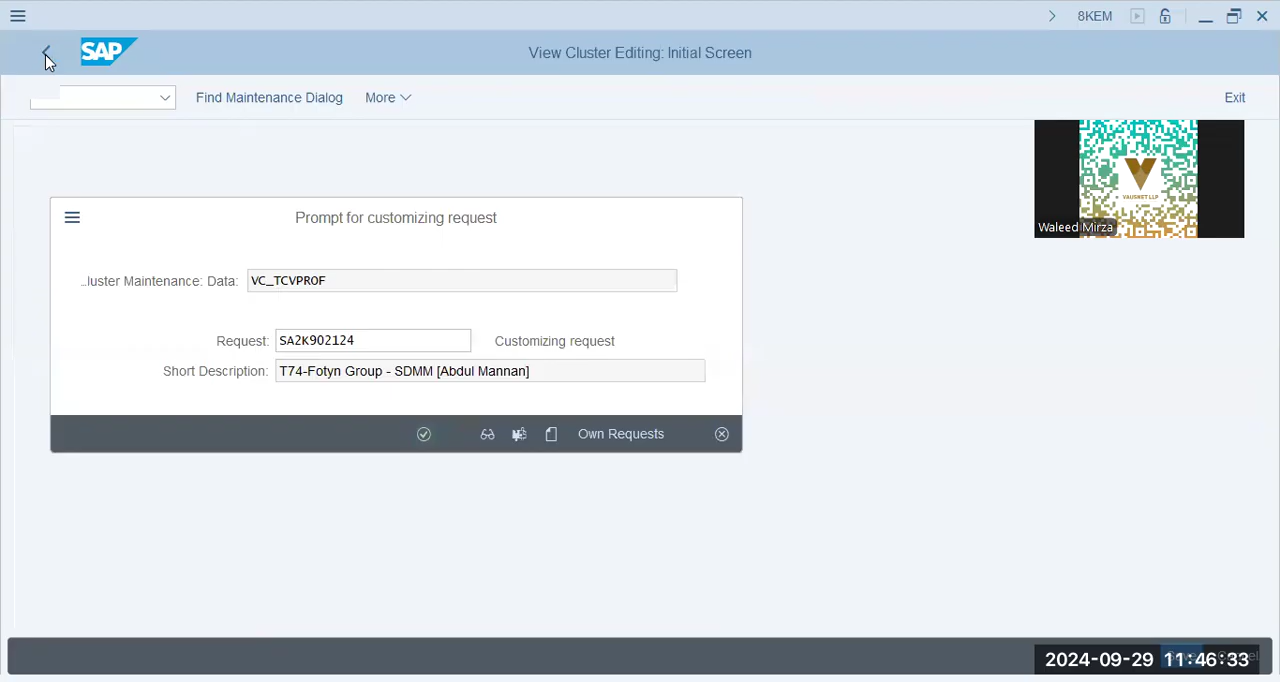 8KEM
SAP
View Cluster Editing: Initial Screen
Find Maintenance Dialog
More
Exit
VAUSNET LLP
Waleed Mirza
Prompt for customizing request
..luster Maintenance: Data:
VC_TCVPROF
Request:
SA2K902124
Customizing request
Short Description:
T74-Fotyn Group - SDMM [Abdul Mannan]
Own Requests
2024-09-29 11:46:33